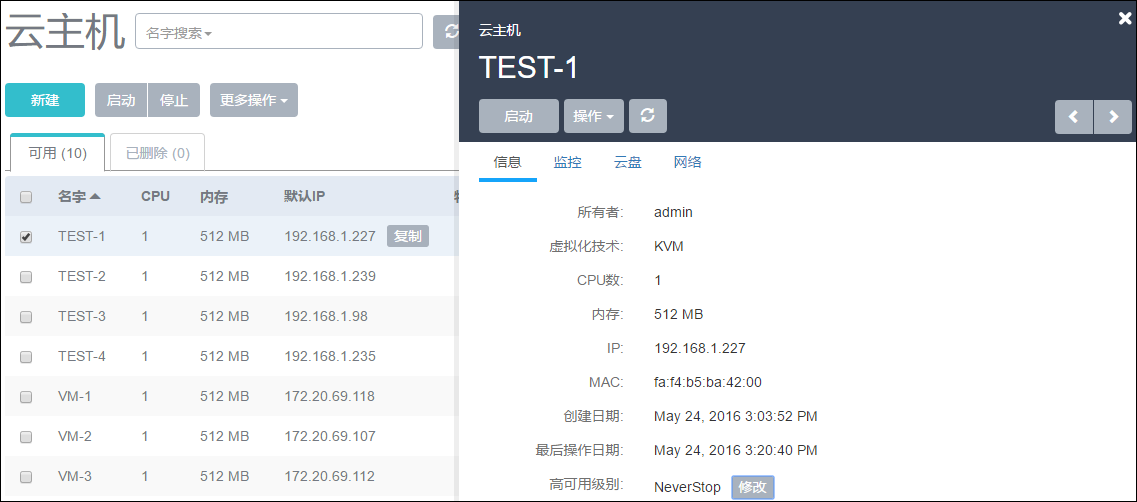 云主机
名字搜索
新建 启动 停止 更多操作
可用 (10) 已删除 (0)
名字 CPU 内存 默认IP
TEST-1 1 512 MB 192.168.1.227 复制
TEST-2 1 512 MB 192.168.1.239
TEST-3 1 512 MB 192.168.1.98
TEST-4 1 512 MB 192.168.1.235
VM-1 1 512 MB 172.20.69.118
VM-2 1 512 MB 172.20.69.107
VM-3 1 512 MB 172.20.69.112
云主机
TEST-1
启动 操作
信息 监控 云盘 网络
所有者: admin
虚拟化技术: KVM
CPU数: 1
内存: 512 MB
IP: 192.168.1.227
MAC: fa:f4:b5:ba:42:00
创建日期: May 24, 2016 3:03:52 PM
最后操作日期: May 24, 2016 3:20:40 PM
高可用级别: NeverStop 修改